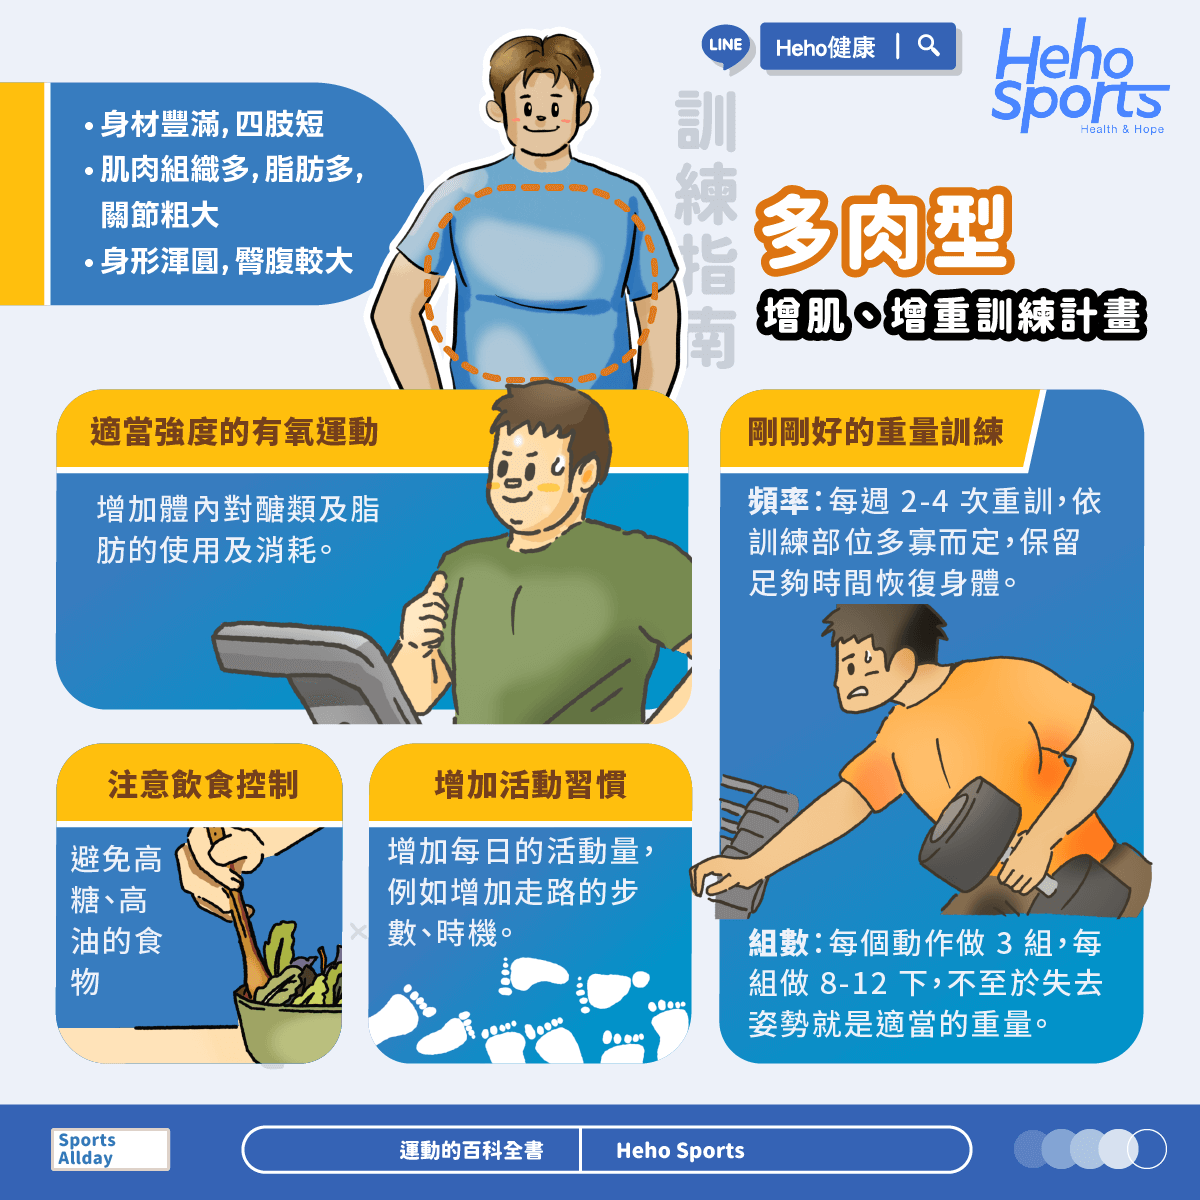 LINE
Heho健康
Heho
Sports
Health & Hope
訓練指南
多肉型
增肌、增重訓練計畫
• 身材豐滿, 四肢短
• 肌肉組織多, 脂肪多,
關節粗大
• 身形渾圓, 臀腹較大
適當強度的有氧運動
增加體內對醣類及脂
肪的使用及消耗。
剛剛好的重量訓練
頻率：每週 2-4 次重訓，依
訓練部位多寡而定，保留
足夠時間恢復身體。
組數：每個動作做 3 組，每
組做 8-12 下，不至於失去
姿勢就是適當的重量。
注意飲食控制
避免高
糖、高
油的食
物
增加活動習慣
增加每日的活動量，
例如增加走路的步
數、時機。
Sports
Allday
運動的百科全書
Heho Sports